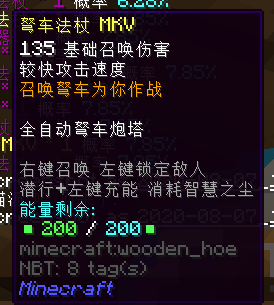 弩车法杖 MKV
135 基础召唤伤害
较快攻击速度
召唤弩车为你作战
全自动弩车炮塔
右键召唤 左键锁定敌人
潜行+左键充能 消耗智慧之尘
能量剩余:
▪ 200 / 200 ▪
minecraft:wooden_hoe
NBT: 8 tag(s)
Minecraft